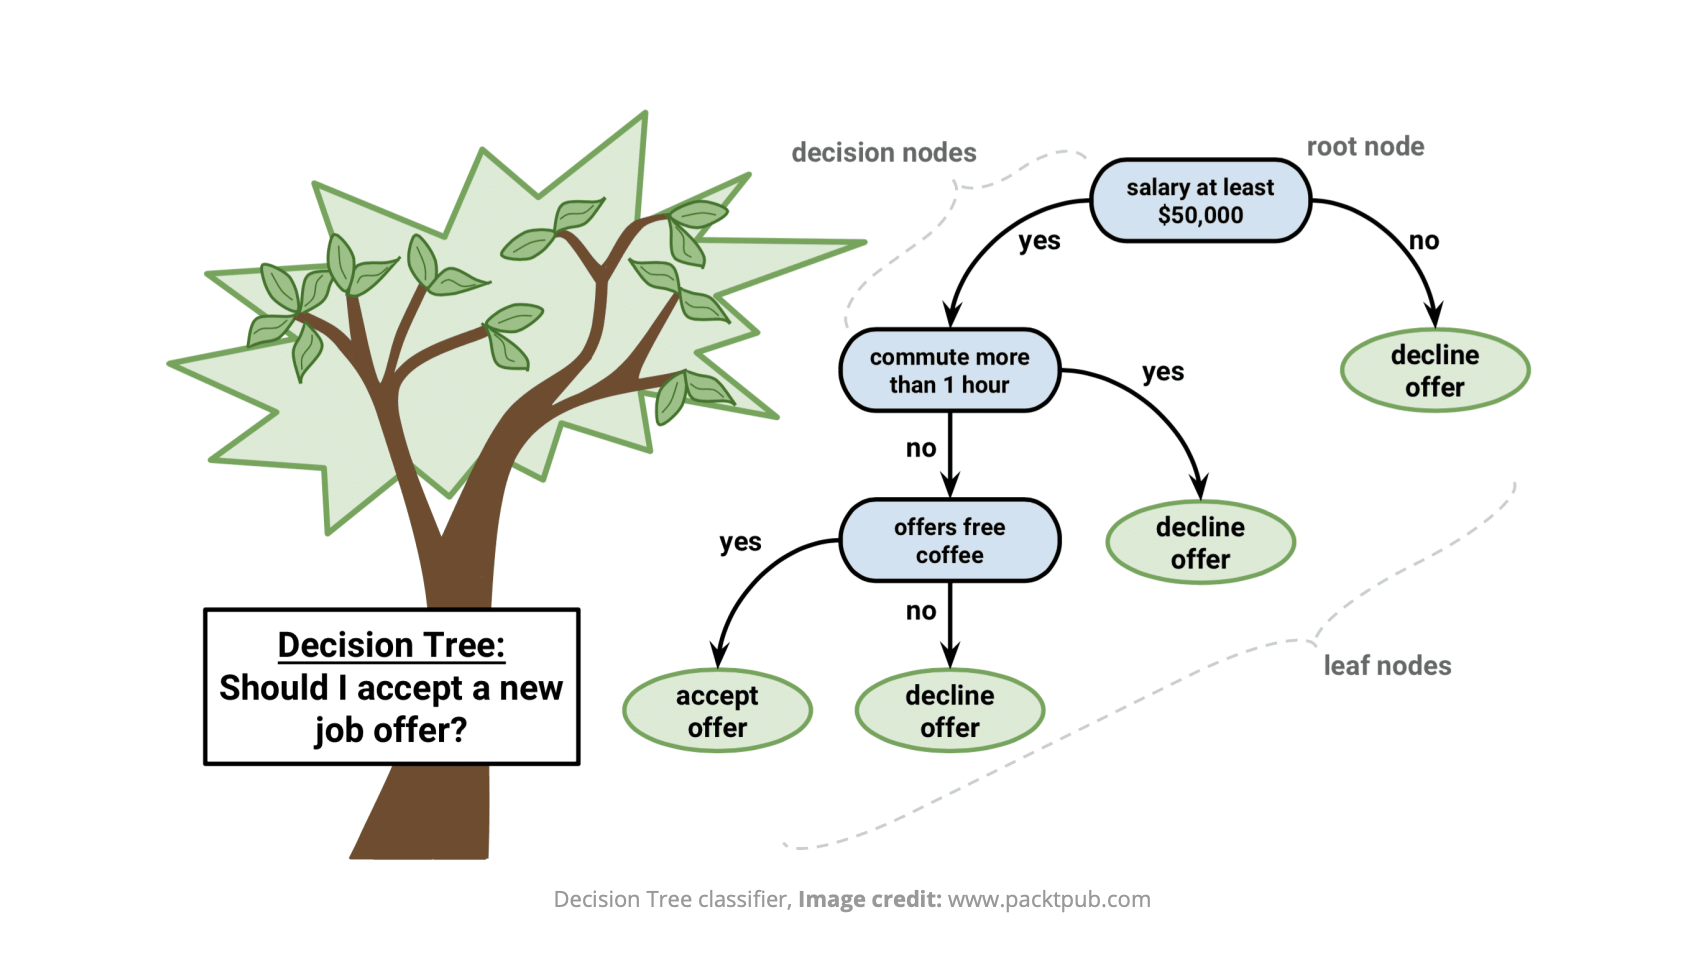 decision nodes
root node
salary at least
$50,000
yes
no
commute more
than 1 hour
yes
decline
offer
no
offers free
coffee
decline
offer
yes
no
Decision Tree:
Should I accept a new
job offer?
accept
offer
decline
offer
leaf nodes
Decision Tree classifier, Image credit: www.packtpub.com